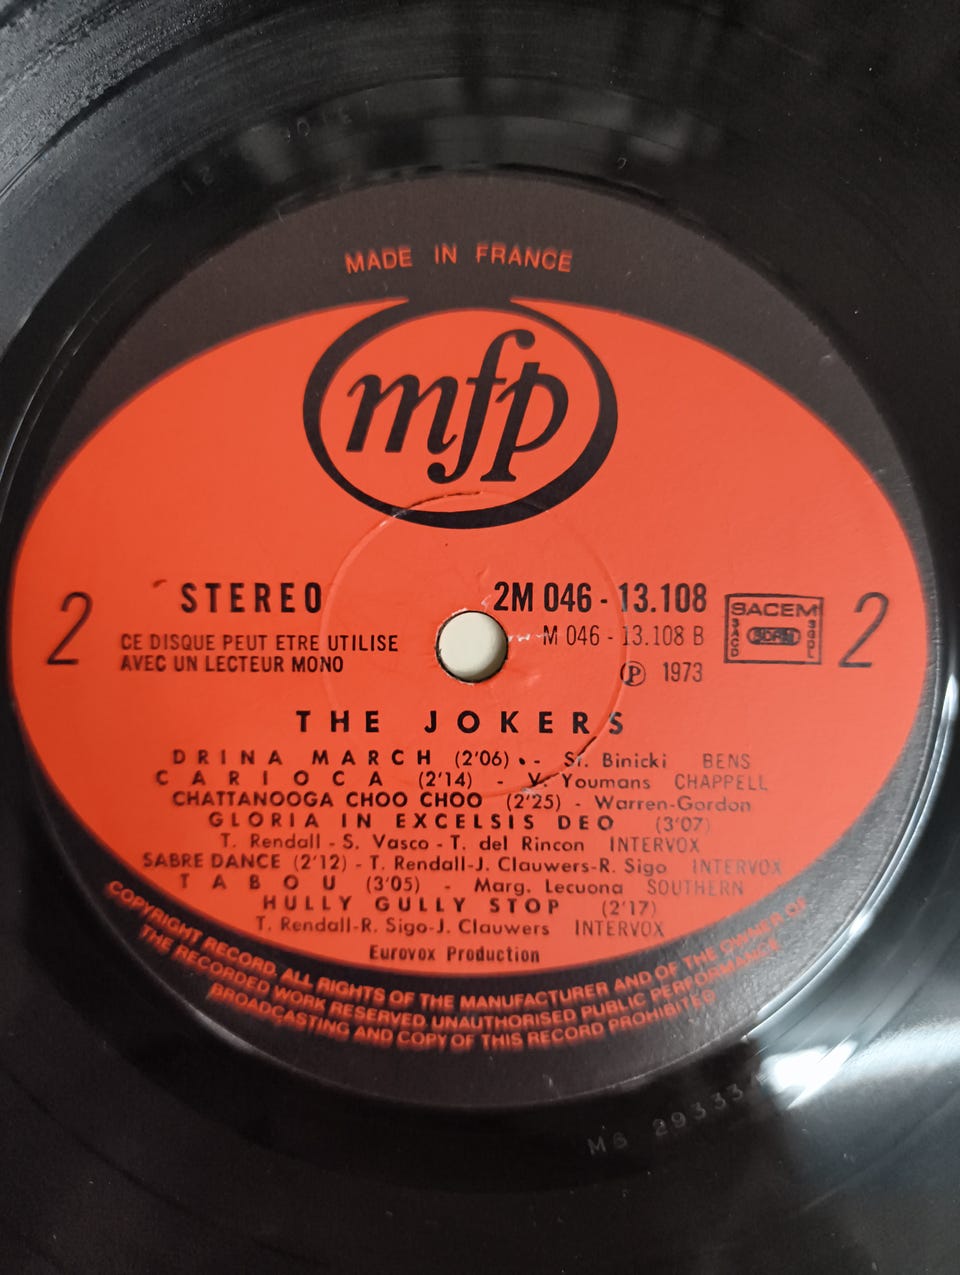 MADE IN FRANCE
mfp
2 STEREO 2M 046 - 13.108 SACEM 2
CE DISQUE PEUT ETRE UTILISE M 046 - 13.108 B SACD SDRM SGDL
AVEC UN LECTEUR MONO ℗ 1973
THE JOKERS
DRINA MARCH (2'06) - St. Binicki BENS
CARIOCA (2'14) - V. Youmans CHAPPELL
CHATTANOOGA CHOO CHOO (2'25) - Warren-Gordon
GLORIA IN EXCELSIS DEO (3'07)
T. Rendall - S. Vasco - T. del Rincon INTERVOX
SABRE DANCE (2'12) - T. Rendall-J. Clauwers-R. Sigo INTERVOX
TABOU (3'05) - Marg. Lecuona SOUTHERN
HULLY GULLY STOP (2'17)
T. Rendall-R. Sigo-J. Clauwers INTERVOX
Eurovox Production
COPYRIGHT RECORD. ALL RIGHTS OF THE MANUFACTURER AND OF THE OWNER OF
THE RECORDED WORK RESERVED. UNAUTHORISED PUBLIC PERFORMANCE
BROADCASTING AND COPY OF THIS RECORD PROHIBITED
M6 29333